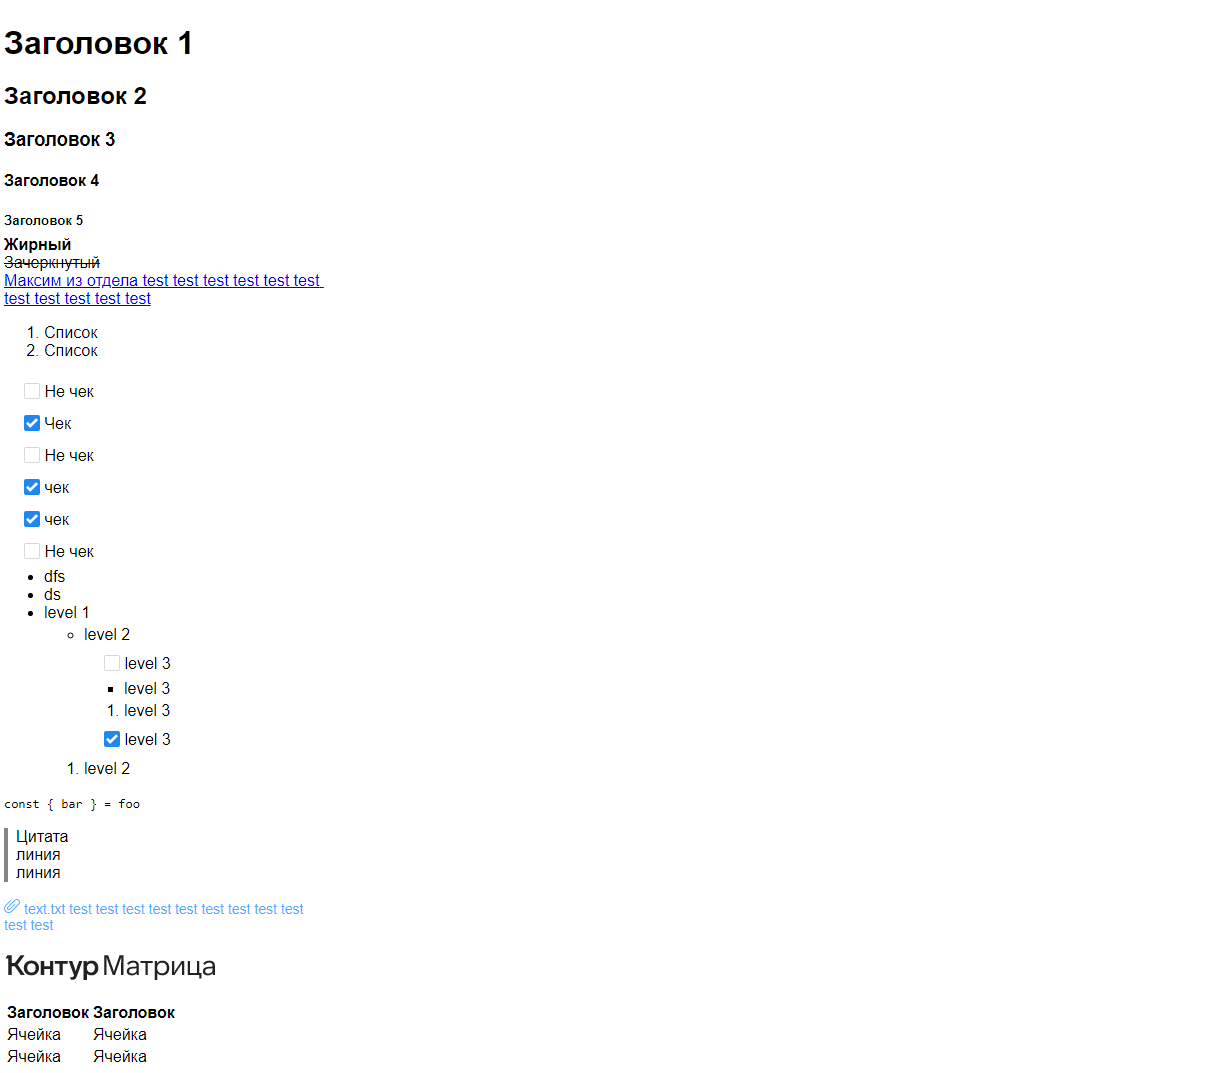 Заголовок 1
Заголовок 2
Заголовок 3
Заголовок 4
Заголовок 5
Жирный
Зачеркнутый
Максим из отдела test test test test test test
test test test test test
1. Список
2. Список
Не чек
Чек
Не чек
чек
чек
Не чек
dfs
ds
level 1
level 2
level 3
level 3
1. level 3
level 3
1. level 2
const { bar } = foo
Цитата
линия
линия
text.txt test test test test test test test test test
test test
Контур Матрица
Заголовок Заголовок
Ячейка Ячейка
Ячейка Ячейка